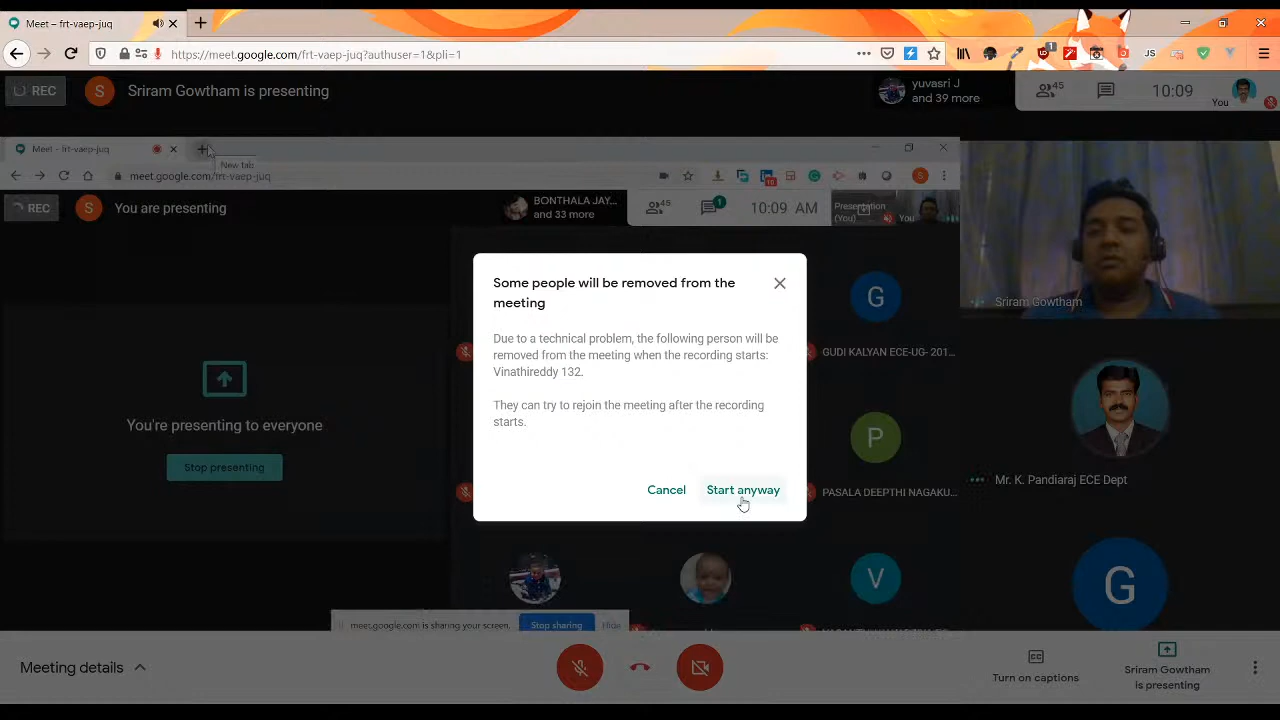 Meet – frt-vaep-juq
https://meet.google.com/frt-vaep-juq?authuser=1&pli=1
1
JS
REC
S
Sriram Gowtham is presenting
yuvasri J
and 39 more
45
10:09
You
Meet – frt-vaep-juq
New tab
meet.google.com/frt-vaep-juq
10
S
REC
S
You are presenting
BONTHALA JAY...
and 33 more
45
1
10:09 AM
Presentation
(You)
You
Some people will be removed from the
meeting
Due to a technical problem, the following person will be
removed from the meeting when the recording starts:
Vinathireddy 132.
They can try to rejoin the meeting after the recording
starts.
Cancel
Start anyway
You're presenting to everyone
Stop presenting
G
GUDI KALYAN ECE-UG- 201...
P
PASALA DEEPTHI NAGAKU...
V
Sriram Gowtham
Mr. K. Pandiaraj ECE Dept
G
meet.google.com is sharing your screen.
Stop sharing
Hide
Meeting details
CC
Turn on captions
Sriram Gowtham
is presenting